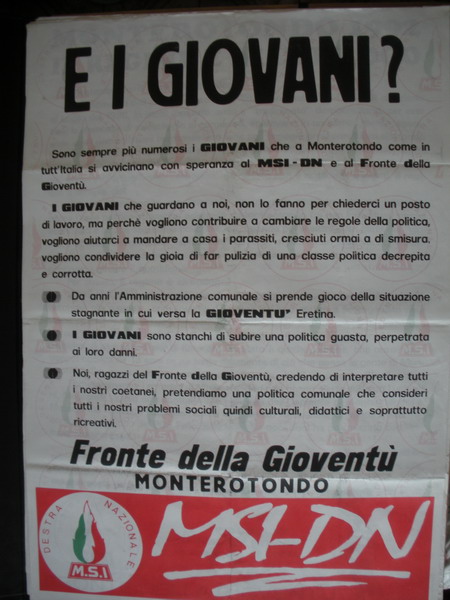 E I GIOVANI?
Sono sempre più numerosi i GIOVANI che a Monterotondo come in
tutt'Italia si avvicinano con speranza al MSI-DN e al Fronte della
Gioventù.
I GIOVANI che guardano a noi, non lo fanno per chiederci un posto
di lavoro, ma perchè vogliono contribuire a cambiare le regole della politica,
vogliono aiutarci a mandare a casa i parassiti, cresciuti ormai a di smisura.
vogliono condividere la gioia di far pulizia di una classe politica decrepita
e corrotta.
Da anni l'Amministrazione comunale si prende gioco della situazione
stagnante in cui versa la GIOVENTU' Eretina.
I GIOVANI sono stanchi di subire una politica guasta, perpetrata
ai loro danni.
Noi, ragazzi del Fronte della Gioventù, credendo di interpretare tutti
i nostri coetanei, pretendiamo una politica comunale che consideri
tutti i nostri problemi sociali quindi culturali, didattici e soprattutto
ricreativi.
Fronte della Gioventù
MONTEROTONDO
DESTRA NAZIONALE
M.S.I
MSI-DN